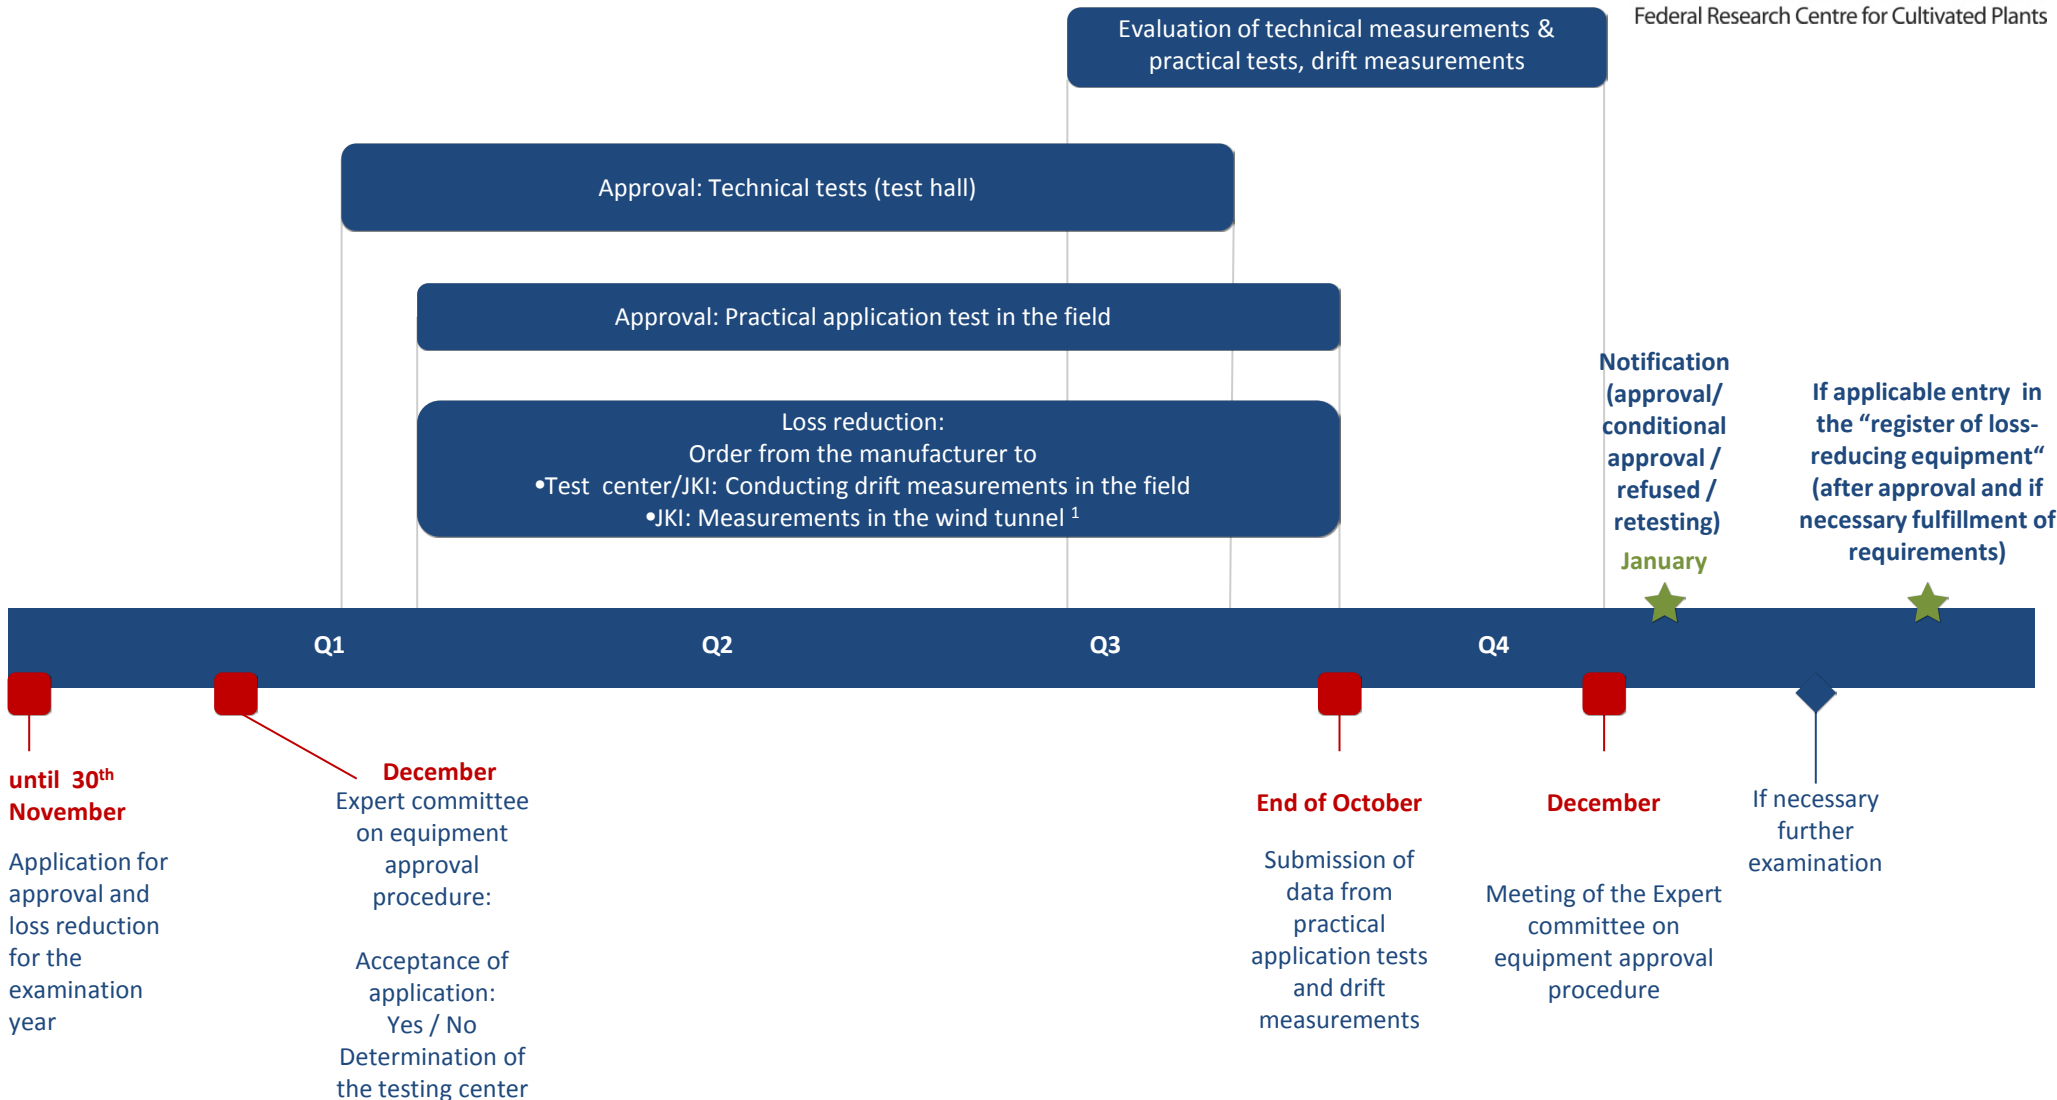 Federal Research Centre for Cultivated Plants
Evaluation of technical measurements &
practical tests, drift measurements
Approval: Technical tests (test hall)
Approval: Practical application test in the field
Loss reduction:
Order from the manufacturer to
•Test center/JKI: Conducting drift measurements in the field
•JKI: Measurements in the wind tunnel 1
Notification
(approval/
conditional
approval /
refused /
retesting)
January
If applicable entry in
the “register of loss-
reducing equipment“
(after approval and if
necessary fulfillment of
requirements)
Q1
Q2
Q3
Q4
until 30th
November
Application for
approval and
loss reduction
for the
examination
year
December
Expert committee
on equipment
approval
procedure:
Acceptance of
application:
Yes / No
Determination of
the testing center
End of October
Submission of
data from
practical
application tests
and drift
measurements
December
Meeting of the Expert
committee on
equipment approval
procedure
If necessary
further
examination